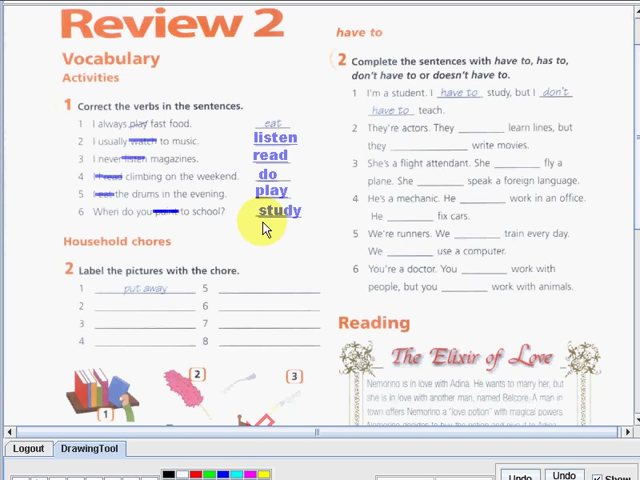 Review 2
Vocabulary
Activities
1 Correct the verbs in the sentences.
1 I always play fast food. eat
2 I usually watch to music. listen
3 I never listen magazines. read
4 I read climbing on the weekend. do
5 I eat the drums in the evening. play
6 When do you paint to school? study
Household chores
2 Label the pictures with the chore.
1 put away 5
2 6
3 7
4 8
1
2
3
have to
2 Complete the sentences with have to, has to,
don't have to or doesn't have to.
1 I'm a student. I have to study, but I don't
have to teach.
2 They're actors. They ________ learn lines, but
they ________ write movies.
3 She's a flight attendant. She ________ fly a
plane. She ________ speak a foreign language.
4 He's a mechanic. He ________ work in an office.
He ________ fix cars.
5 We're runners. We ________ train every day.
We ________ use a computer.
6 You're a doctor. You ________ work with
people, but you ________ work with animals.
Reading
The Elixir of Love
Nemorino is in love with Adina. He wants to marry her, but
she is in love with another man, named Belcore. A man in
town offers Nemorino a "love potion" with magical powers
Logout DrawingTool
Undo Undo Show